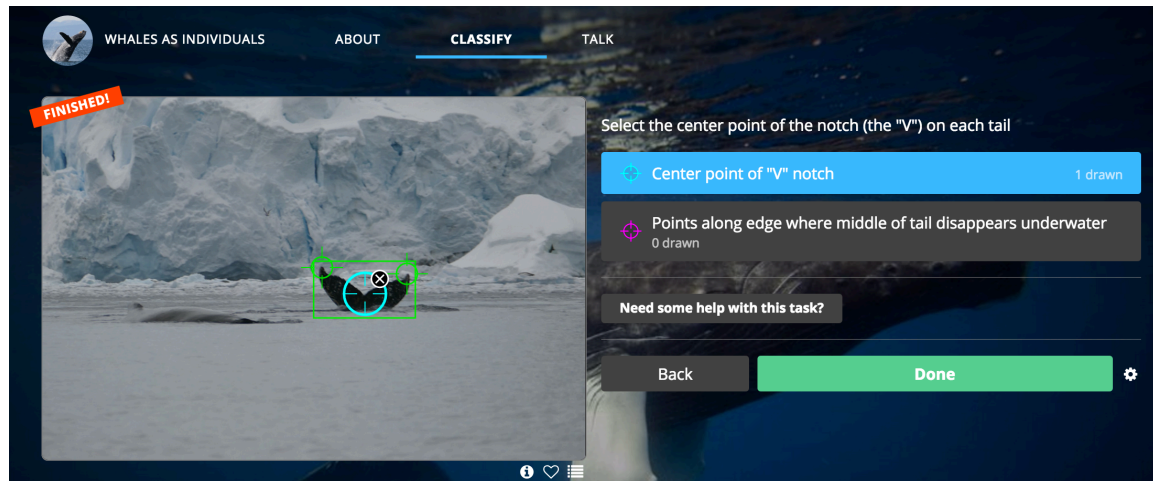 WHALES AS INDIVIDUALS ABOUT CLASSIFY TALK
FINISHED!
Select the center point of the notch (the "V") on each tail
Center point of "V" notch 1 drawn
Points along edge where middle of tail disappears underwater
0 drawn
Need some help with this task?
Back Done